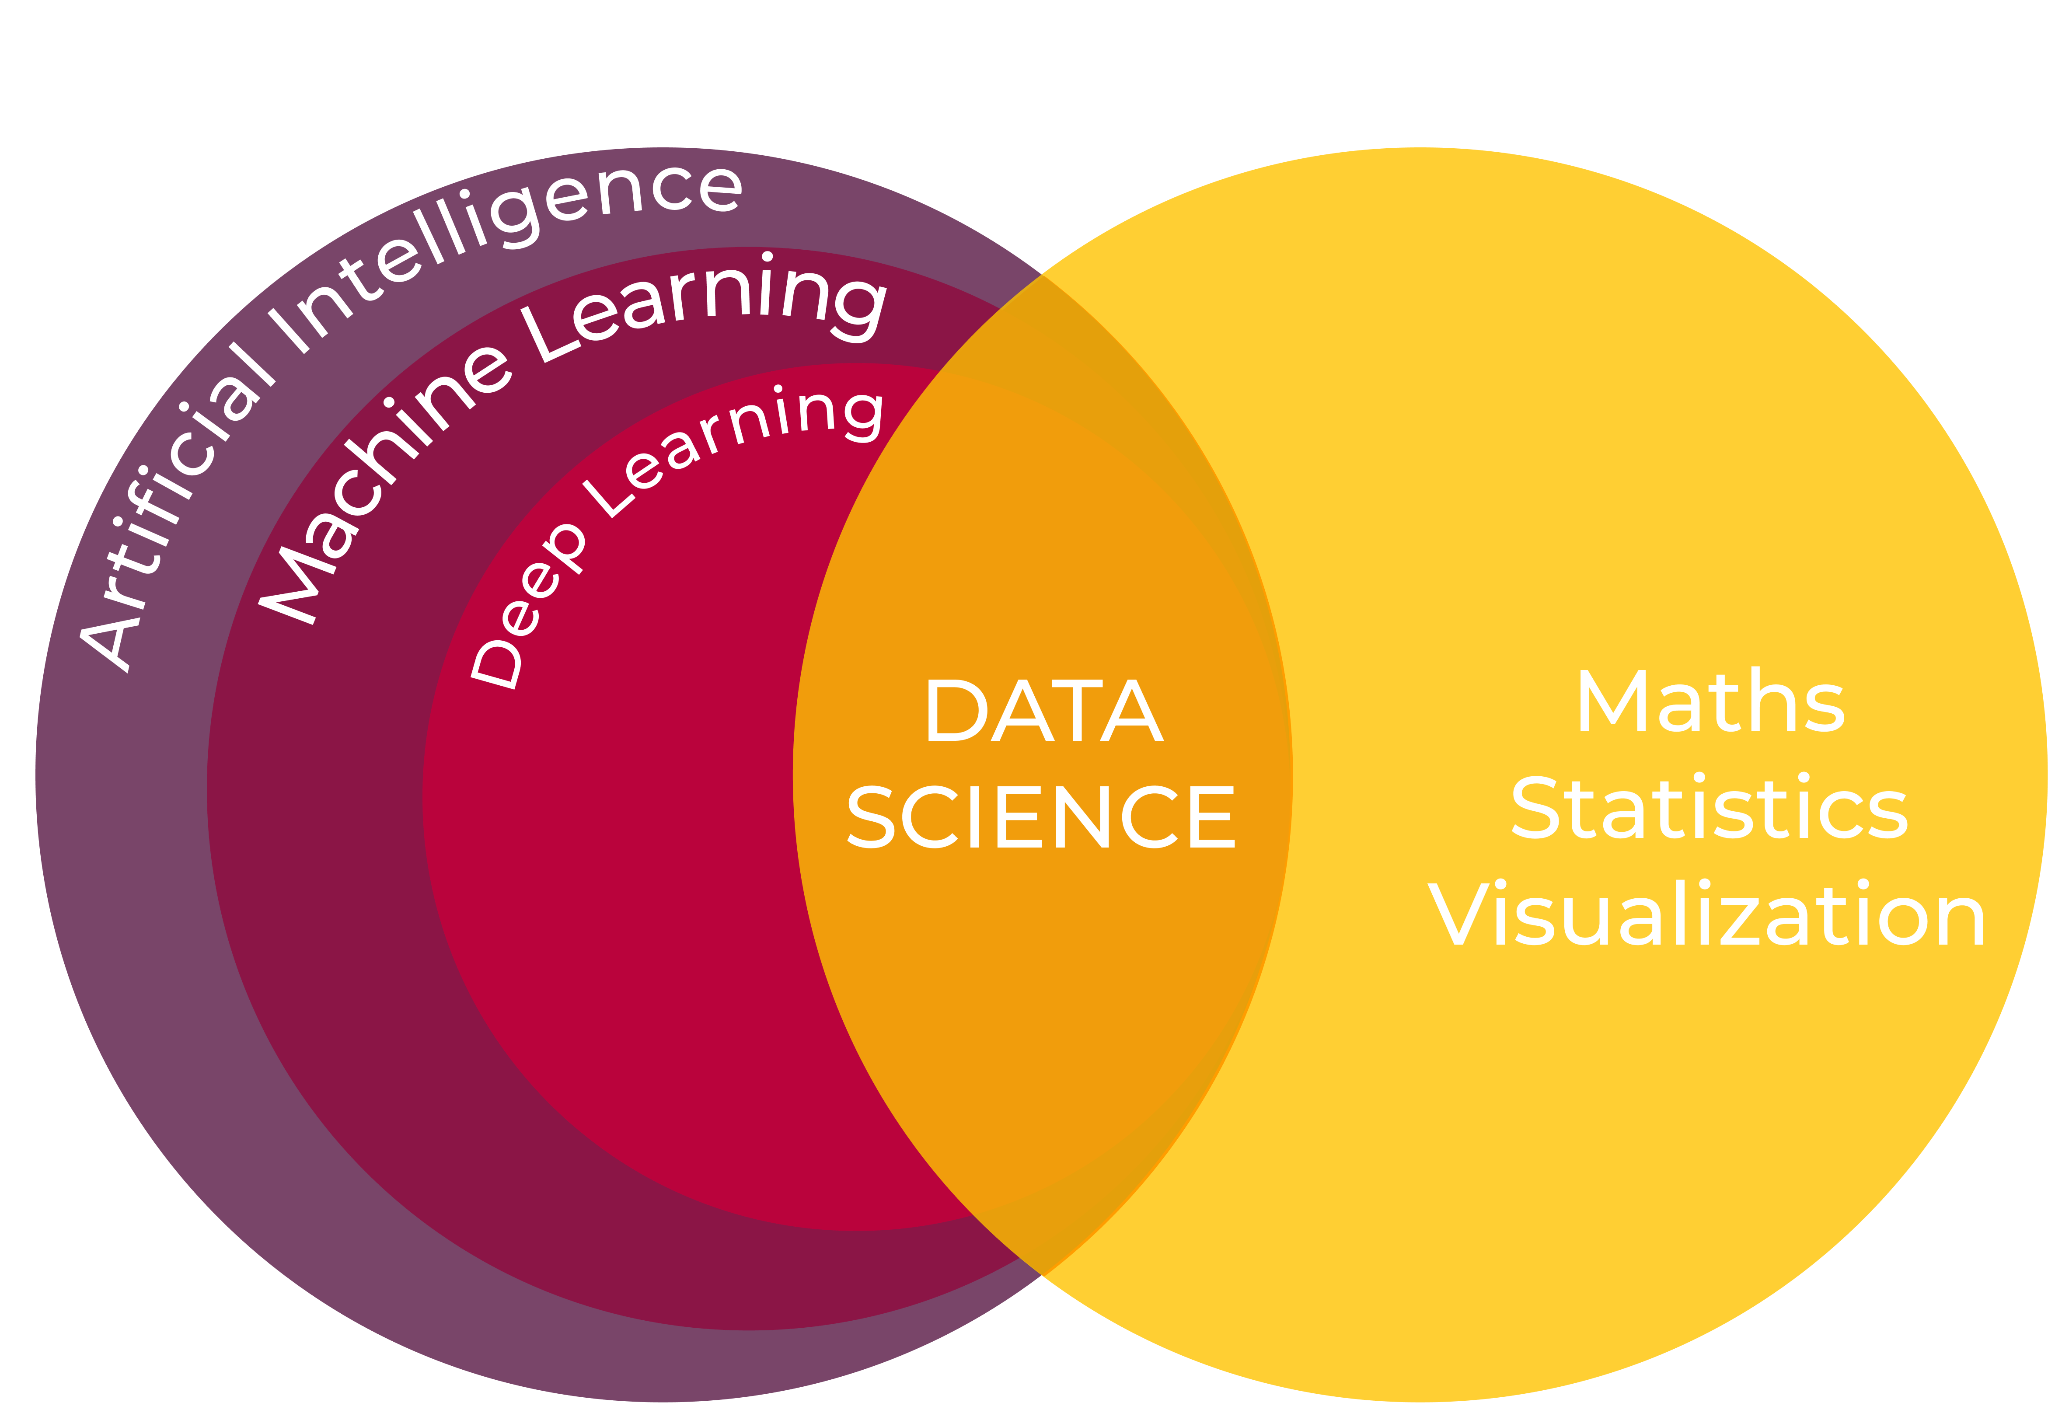 Artificial Intelligence
Machine Learning
Deep Learning
DATA
SCIENCE
Maths
Statistics
Visualization